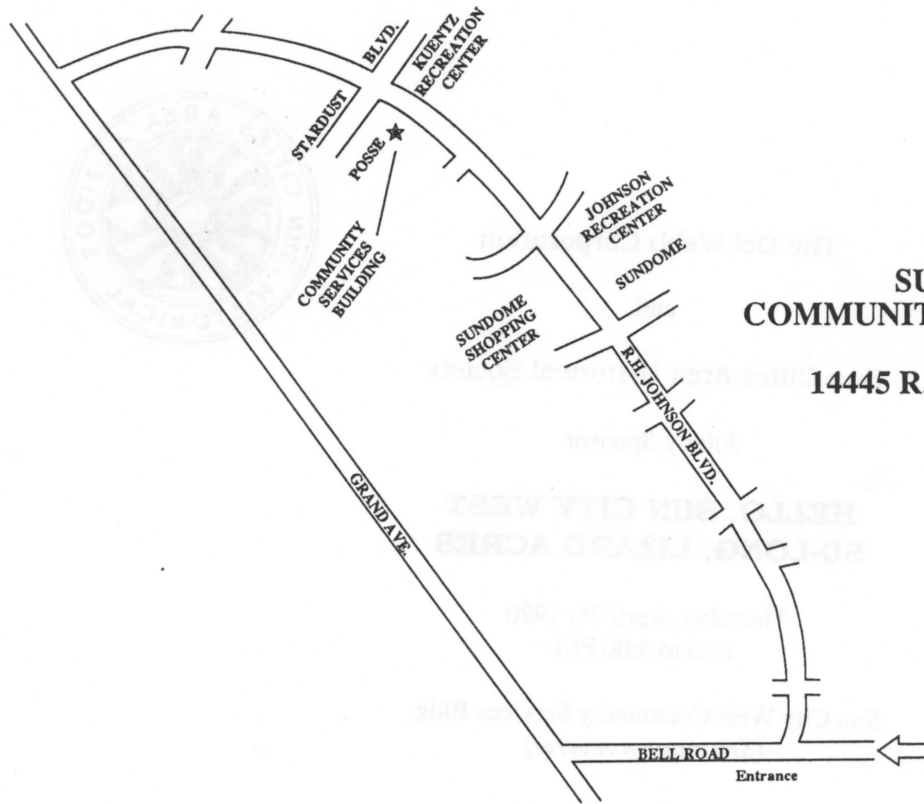 BLVD.
KUENTZ
RECREATION
CENTER
STARDUST
POSSE
COMMUNITY
SERVICES
BUILDING
JOHNSON
RECREATION
CENTER
SUNDOME
SUNDOME
SHOPPING
CENTER
SU
COMMUNIT
14445 R.
R.H. JOHNSON BLVD.
GRAND AVE.
BELL ROAD
Entrance
The Del Webb Corporation
and
Cities Area Historical Society
Jointly Sponsor
HELLO, SUN CITY WEST
SO-LONG, LIZARD ACRES
Thursday, April 26, 1990
1:30 to 3:00 PM
Sun City West Community Services Bldg.